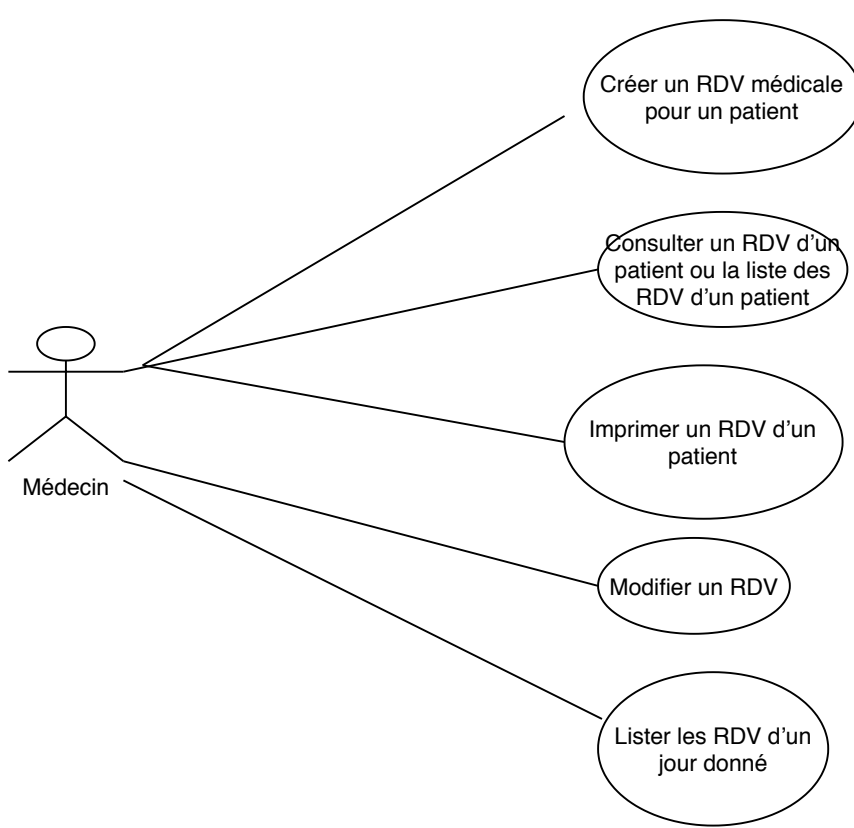 Créer un RDV médicale
pour un patient
Consulter un RDV d'un
patient ou la liste des
RDV d'un patient
Imprimer un RDV d'un
patient
Médecin
Modifier un RDV
Lister les RDV d'un
jour donné